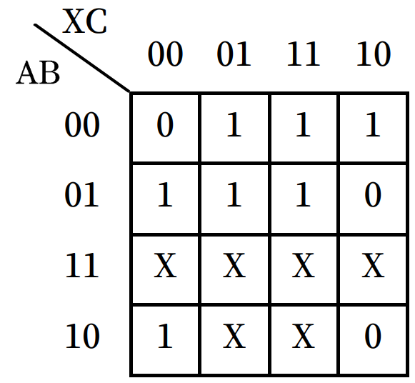 XC
AB
00 01 11 10
00 0 1 1 1
01 1 1 1 0
11 X X X X
10 1 X X 0